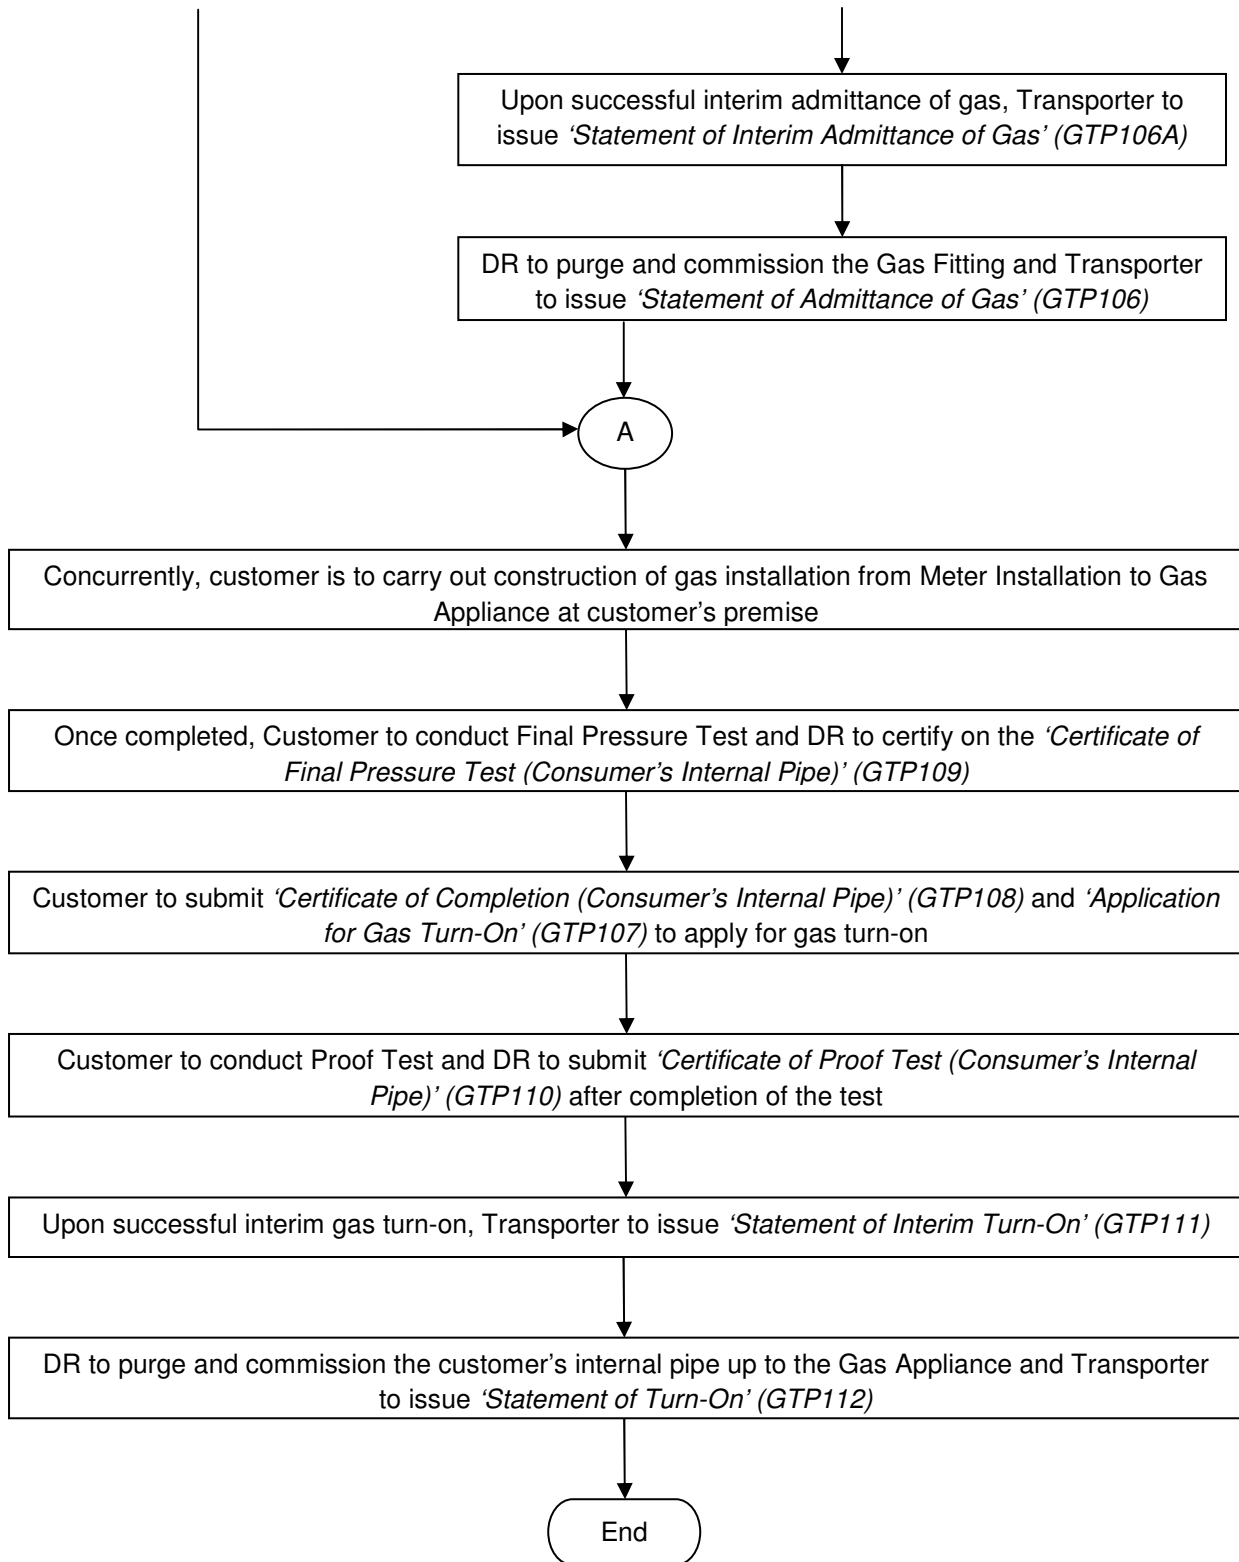 Upon successful interim admittance of gas, Transporter to
issue ‘Statement of Interim Admittance of Gas’ (GTP106A)
DR to purge and commission the Gas Fitting and Transporter
to issue ‘Statement of Admittance of Gas’ (GTP106)
A
Concurrently, customer is to carry out construction of gas installation from Meter Installation to Gas
Appliance at customer’s premise
Once completed, Customer to conduct Final Pressure Test and DR to certify on the ‘Certificate of
Final Pressure Test (Consumer’s Internal Pipe)’ (GTP109)
Customer to submit ‘Certificate of Completion (Consumer’s Internal Pipe)’ (GTP108) and ‘Application
for Gas Turn-On’ (GTP107) to apply for gas turn-on
Customer to conduct Proof Test and DR to submit ‘Certificate of Proof Test (Consumer’s Internal
Pipe)’ (GTP110) after completion of the test
Upon successful interim gas turn-on, Transporter to issue ‘Statement of Interim Turn-On’ (GTP111)
DR to purge and commission the customer’s internal pipe up to the Gas Appliance and Transporter
to issue ‘Statement of Turn-On’ (GTP112)
End